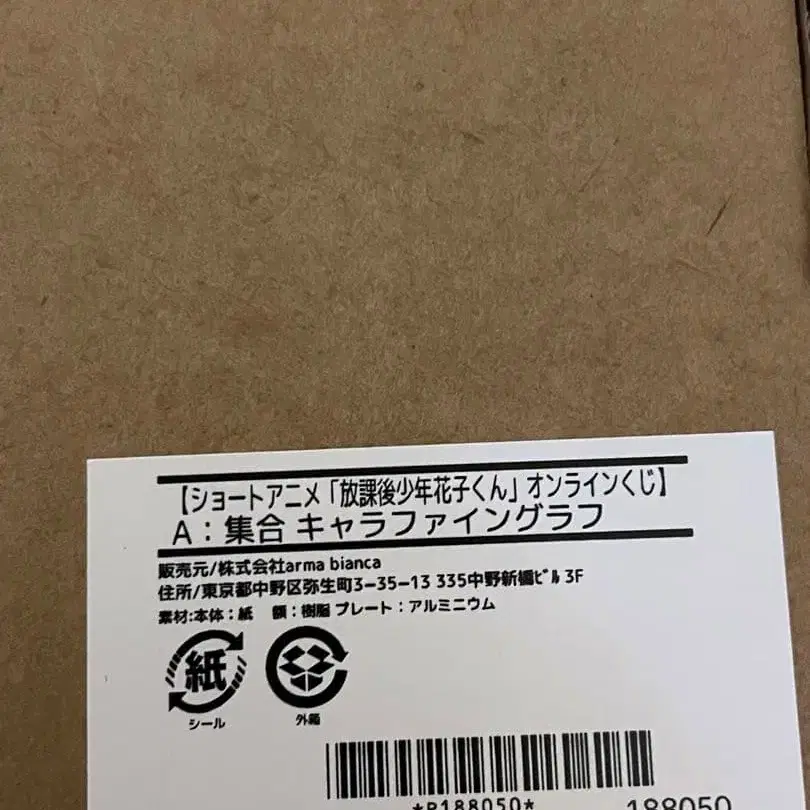 【ショートアニメ「放課後少年花子くん」オンラインくじ】
A：集合 キャラファイングラフ
販売元/株式会社arma bianca
住所/東京都中野区弥生町3-35-13 335中野新橋ﾋﾞﾙ 3F
素材:本体：紙　額：樹脂 プレート：アルミニウム
紙
シール 外箱
*B188050* 188050